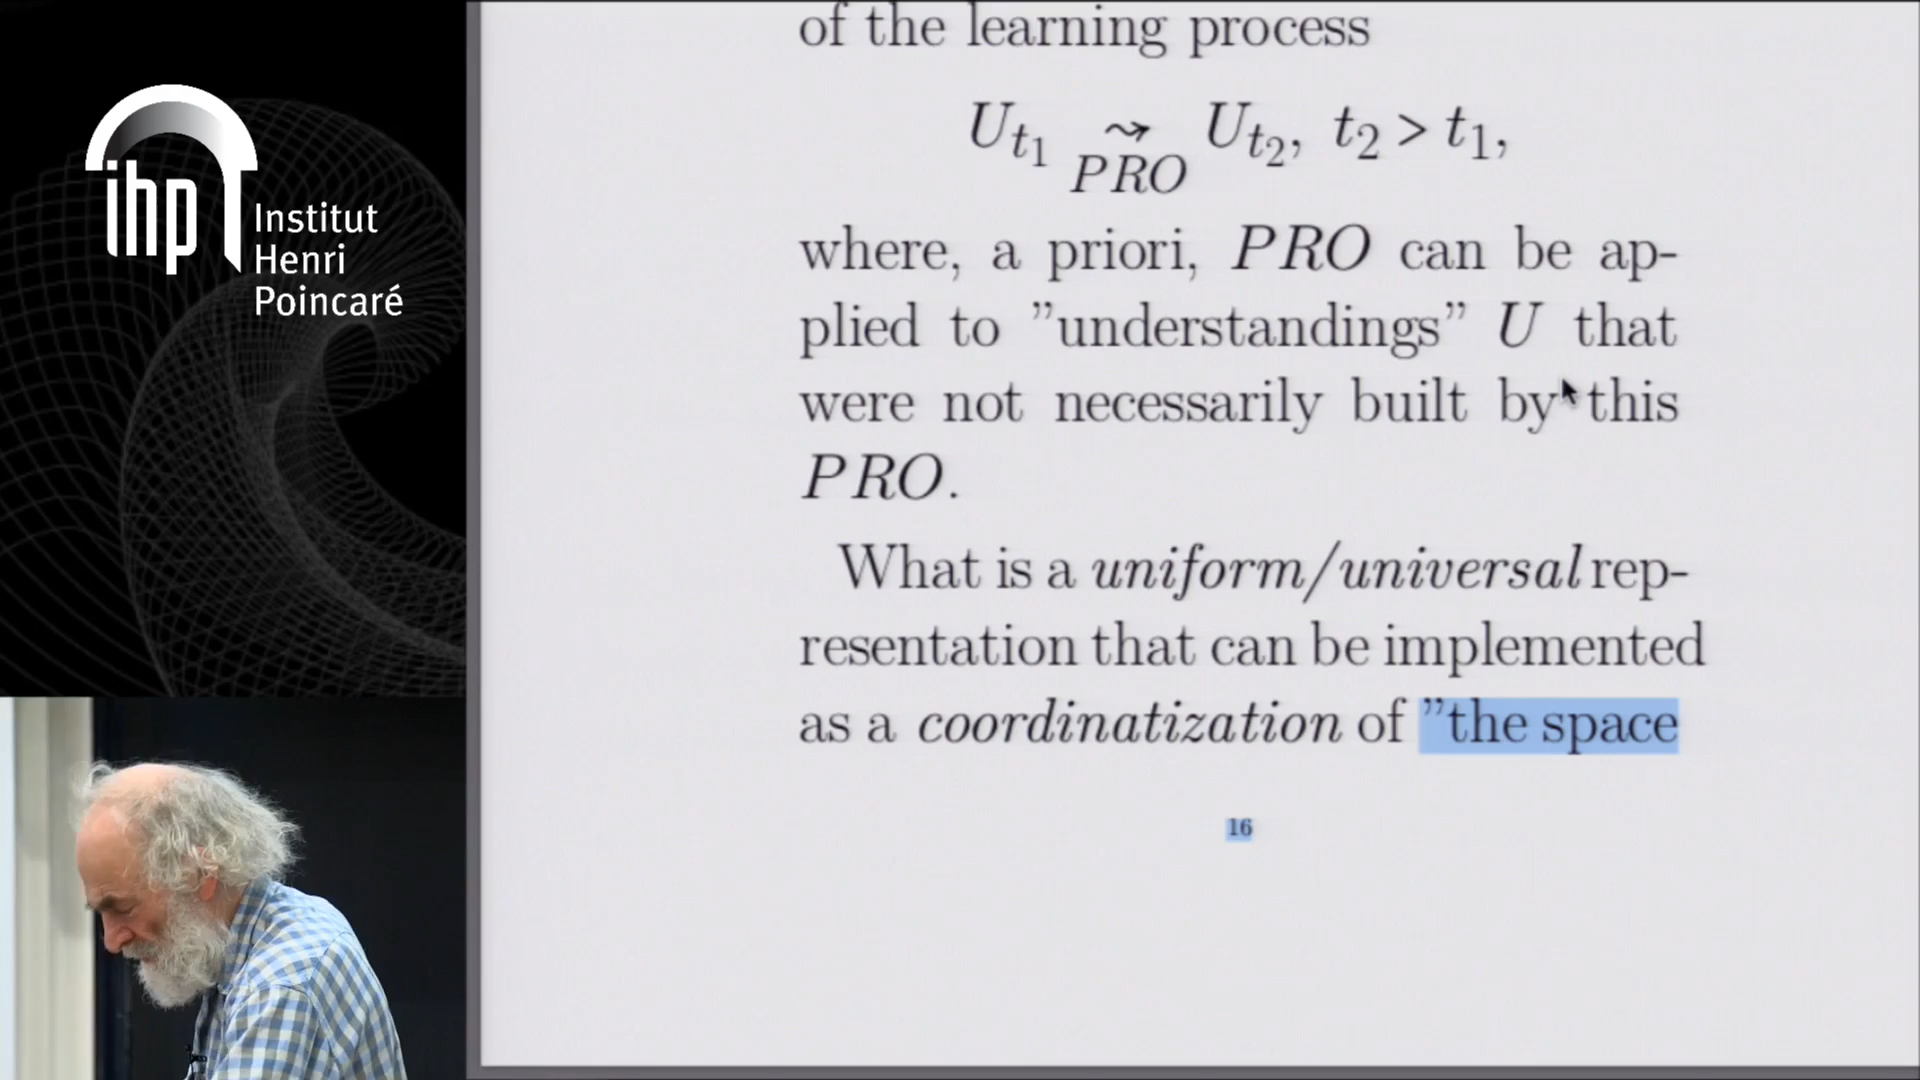 ihp
Institut
Henri
Poincaré
of the learning process
U_{t_1} ⇝ U_{t_2}, t_2 > t_1,
PRO
where, a priori, PRO can be ap-
plied to ”understandings” U that
were not necessarily built by this
PRO.
What is a uniform/universal rep-
resentation that can be implemented
as a coordinatization of ”the space
16